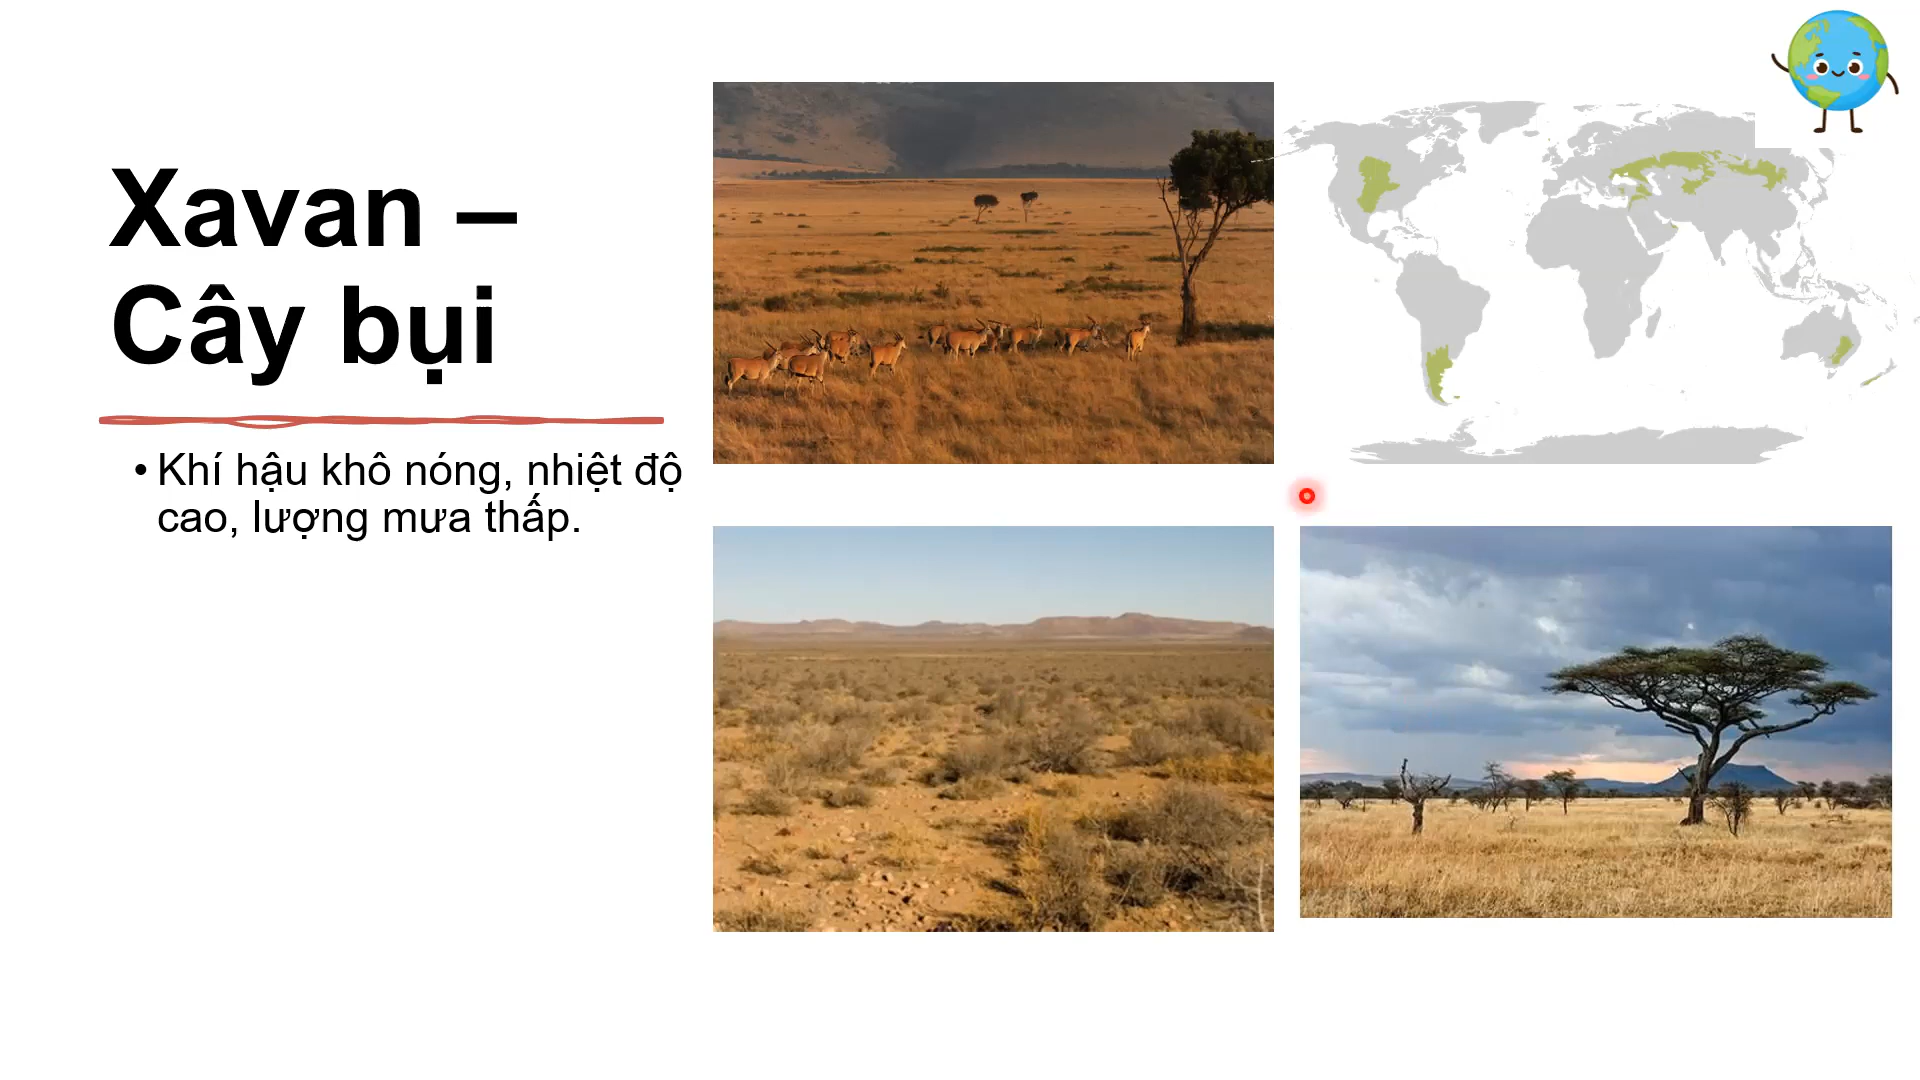 Xavan –
Cây bụi
• Khí hậu khô nóng, nhiệt độ
cao, lượng mưa thấp.